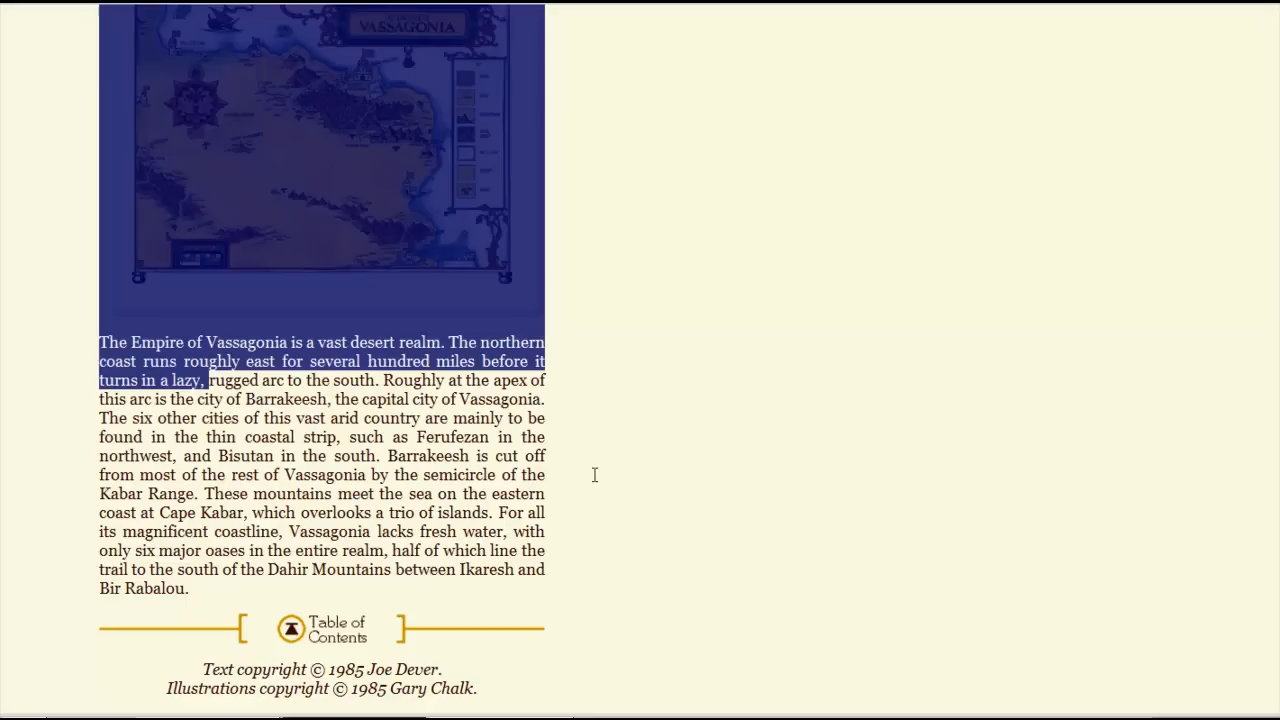 VASSAGONIA
The Empire of Vassagonia is a vast desert realm. The northern
coast runs roughly east for several hundred miles before it
turns in a lazy, rugged arc to the south. Roughly at the apex of
this arc is the city of Barrakeesh, the capital city of Vassagonia.
The six other cities of this vast arid country are mainly to be
found in the thin coastal strip, such as Ferufezan in the
northwest, and Bisutan in the south. Barrakeesh is cut off
from most of the rest of Vassagonia by the semicircle of the
Kabar Range. These mountains meet the sea on the eastern
coast at Cape Kabar, which overlooks a trio of islands. For all
its magnificent coastline, Vassagonia lacks fresh water, with
only six major oases in the entire realm, half of which line the
trail to the south of the Dahir Mountains between Ikaresh and
Bir Rabalou.
Table of
Contents
Text copyright © 1985 Joe Dever.
Illustrations copyright © 1985 Gary Chalk.